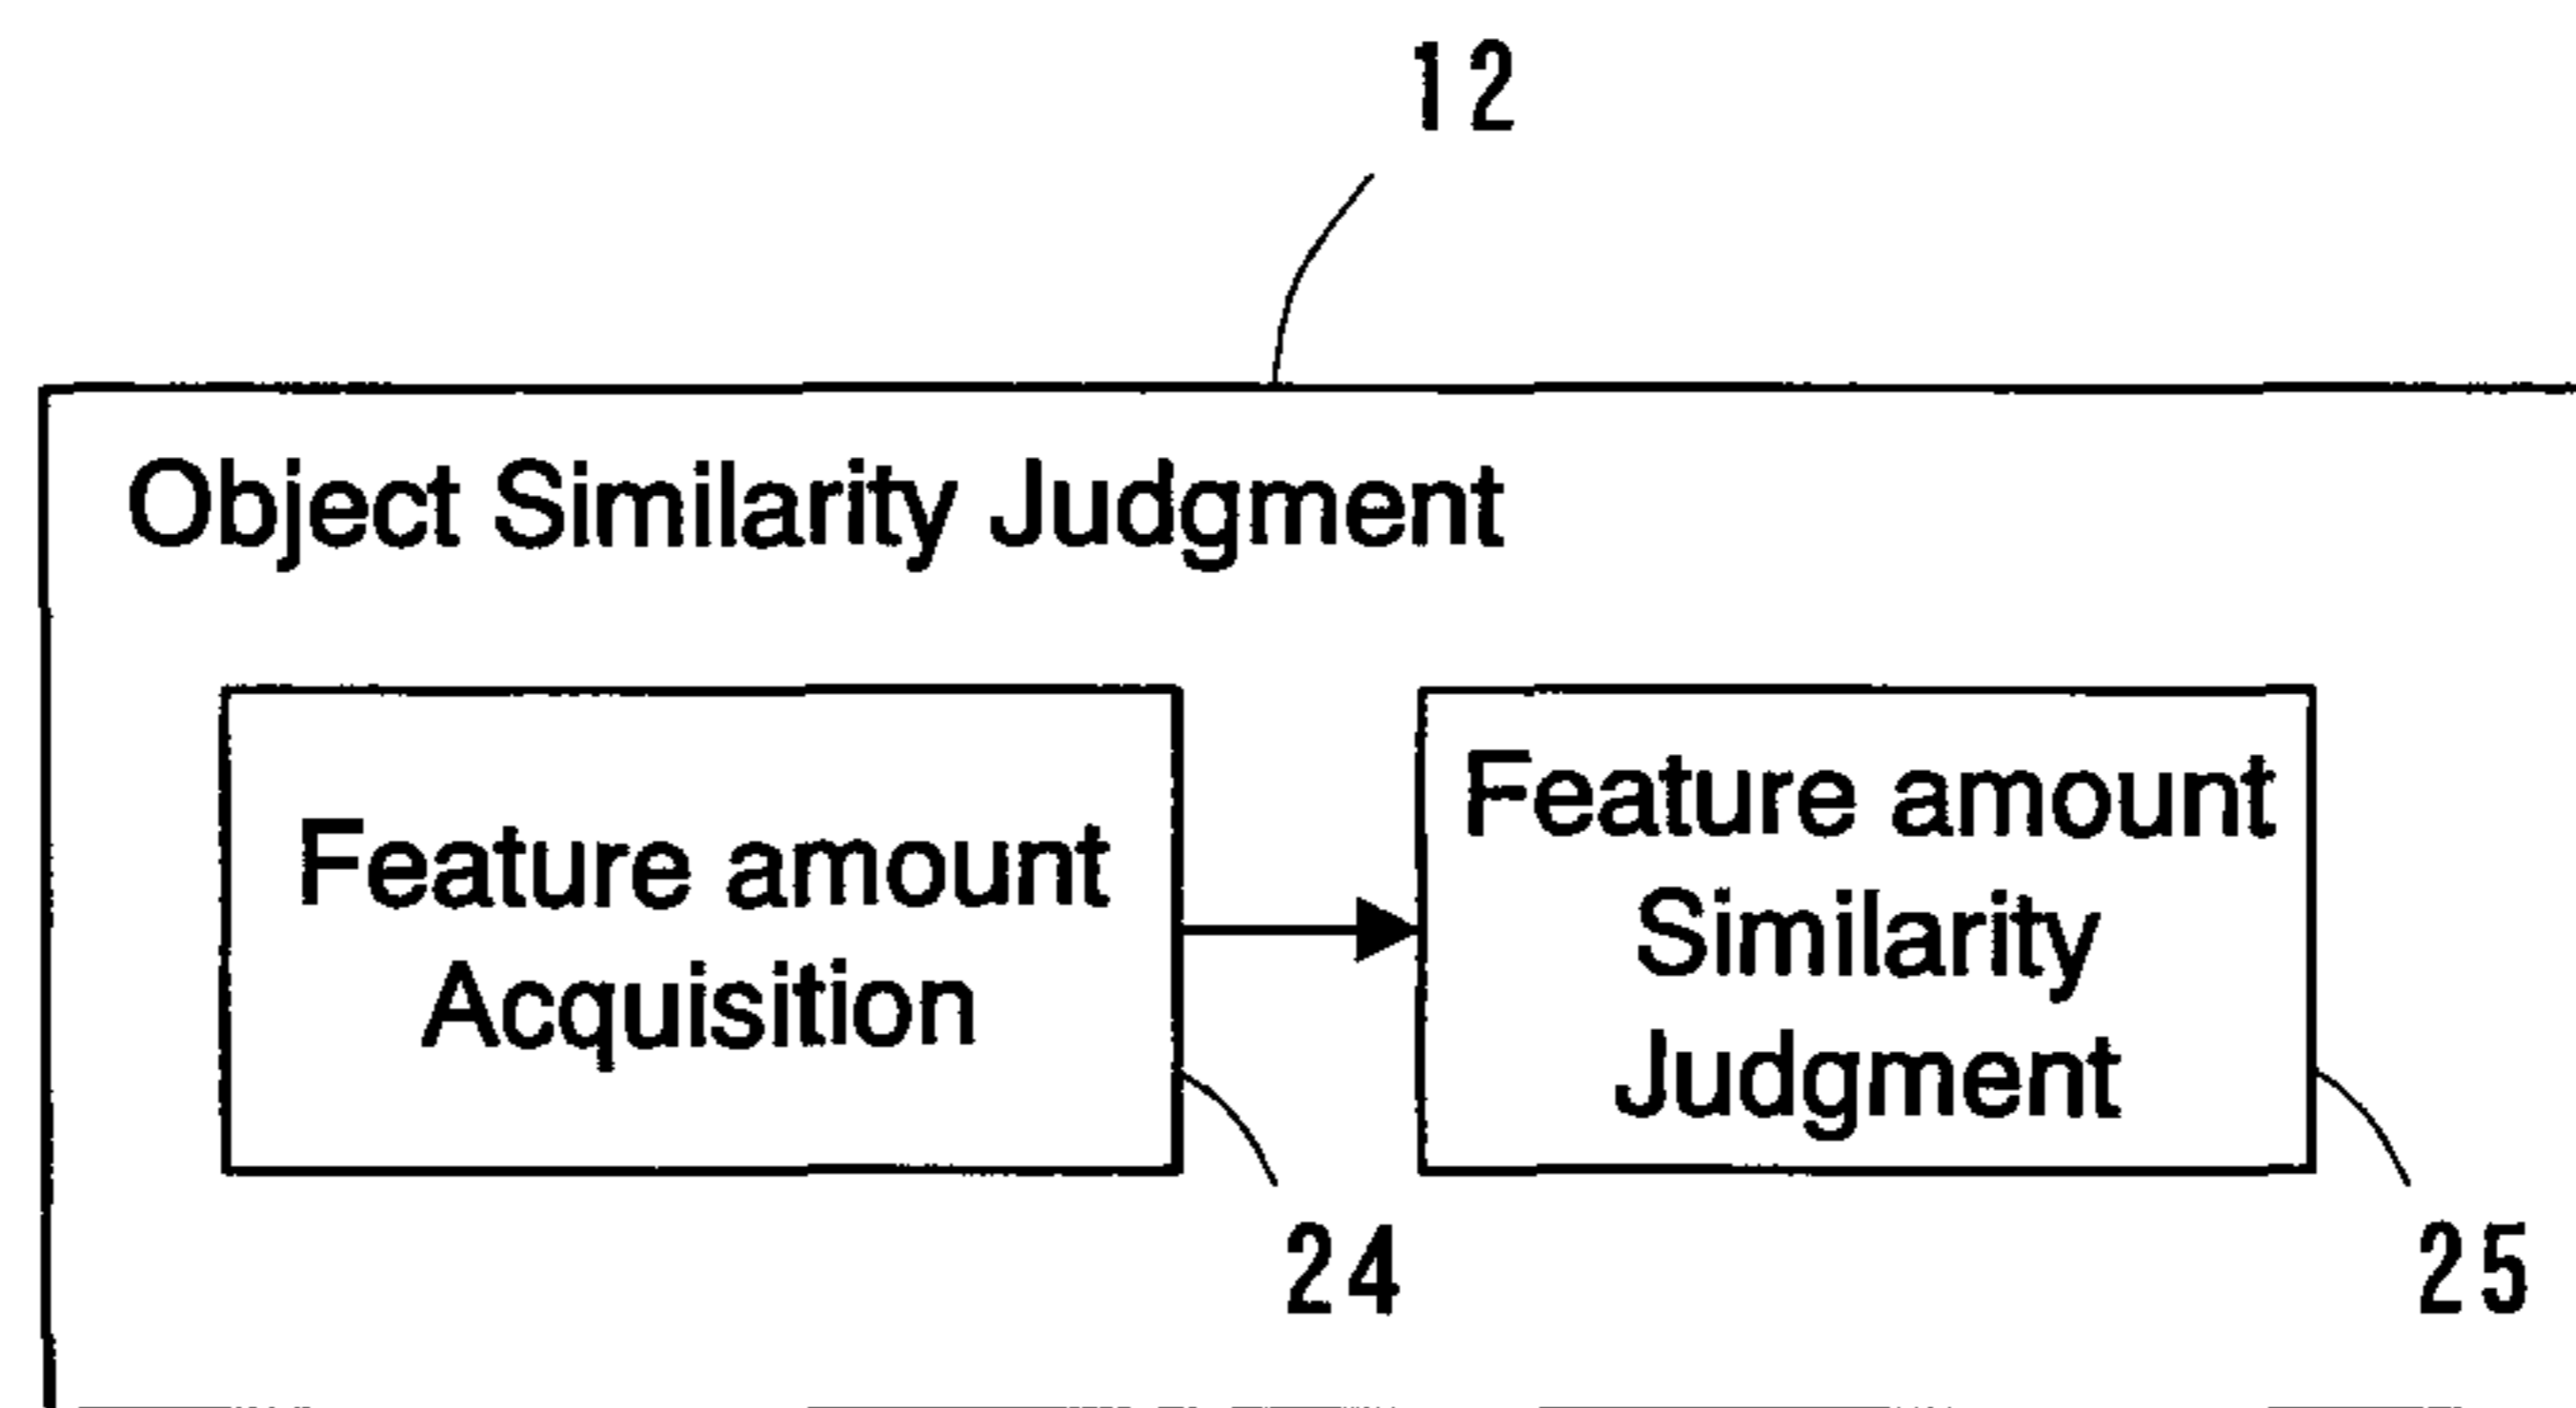 12
Object Similarity Judgment
Feature amount
Acquisition
24
Feature amount
Similarity
Judgment
25